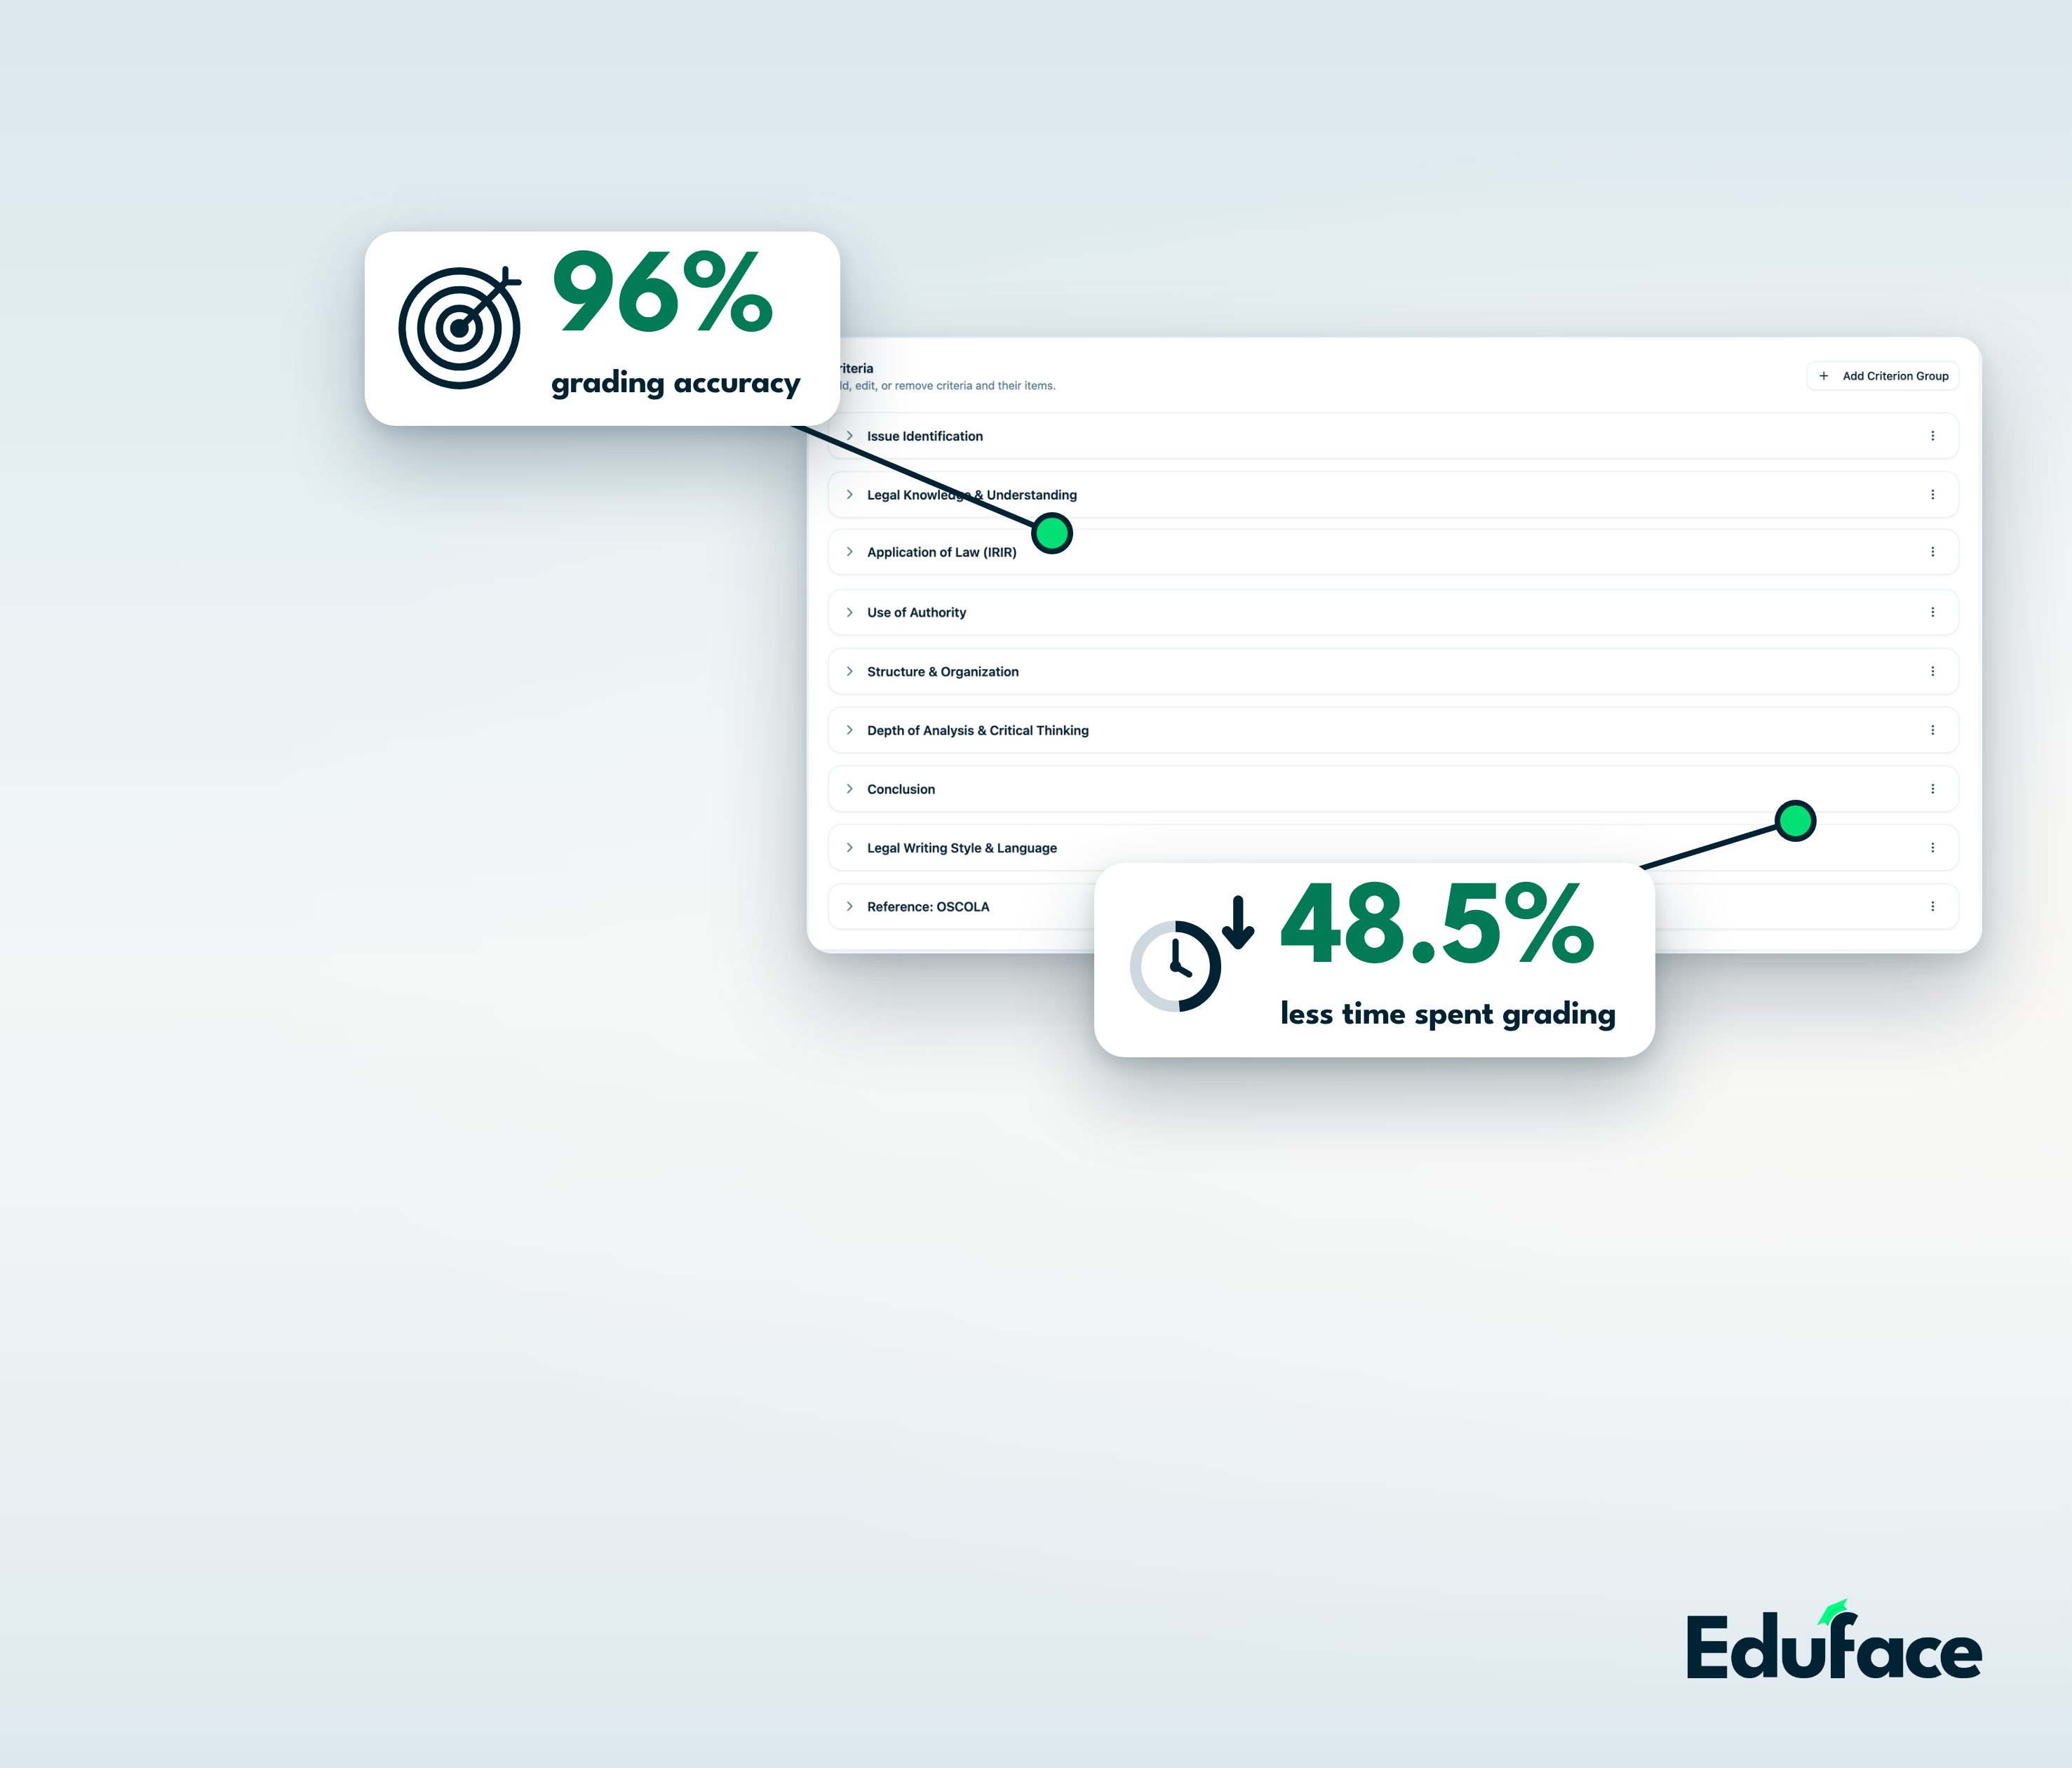 96%
grading accuracy
riteria
dd, edit, or remove criteria and their items.
+ Add Criterion Group
Issue Identification
Legal Knowledge & Understanding
Application of Law (IRIR)
Use of Authority
Structure & Organization
Depth of Analysis & Critical Thinking
Conclusion
Legal Writing Style & Language
Reference: OSCOLA
48.5%
less time spent grading
Eduface